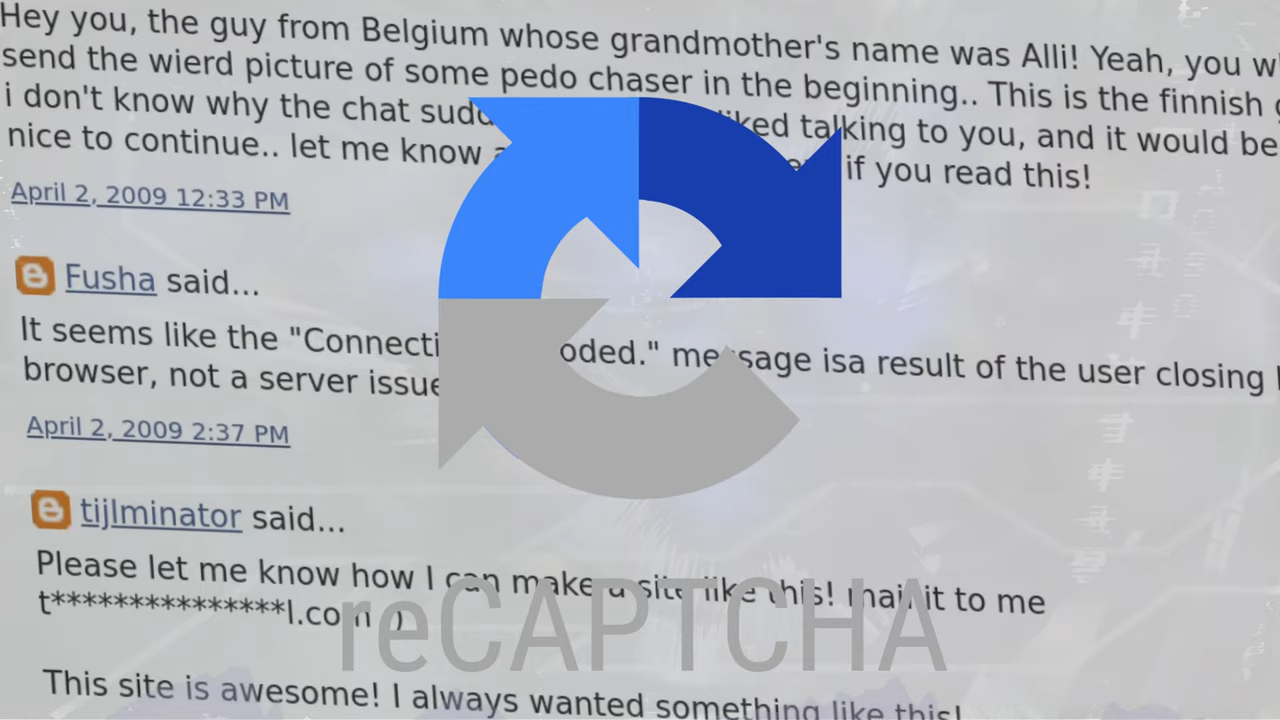 Hey you, the guy from Belgium whose grandmother's name was Alli! Yeah, you
send the wierd picture of some pedo chaser in the beginning.. This is the finnish
i don't know why the chat talking to you, and it would be
nice to continue.. let me know if you read this!
April 2, 2009 12:33 PM
Fusha said...
It seems like the message isa result of the user closing
browser, not a server issue
April 2, 2009 2:37 PM
tijlminator said...
Please let me know how I can make a site like this! mail it to me
t***************l.com )
reCAPTCHA
This site is awesome! I always wanted something like this!